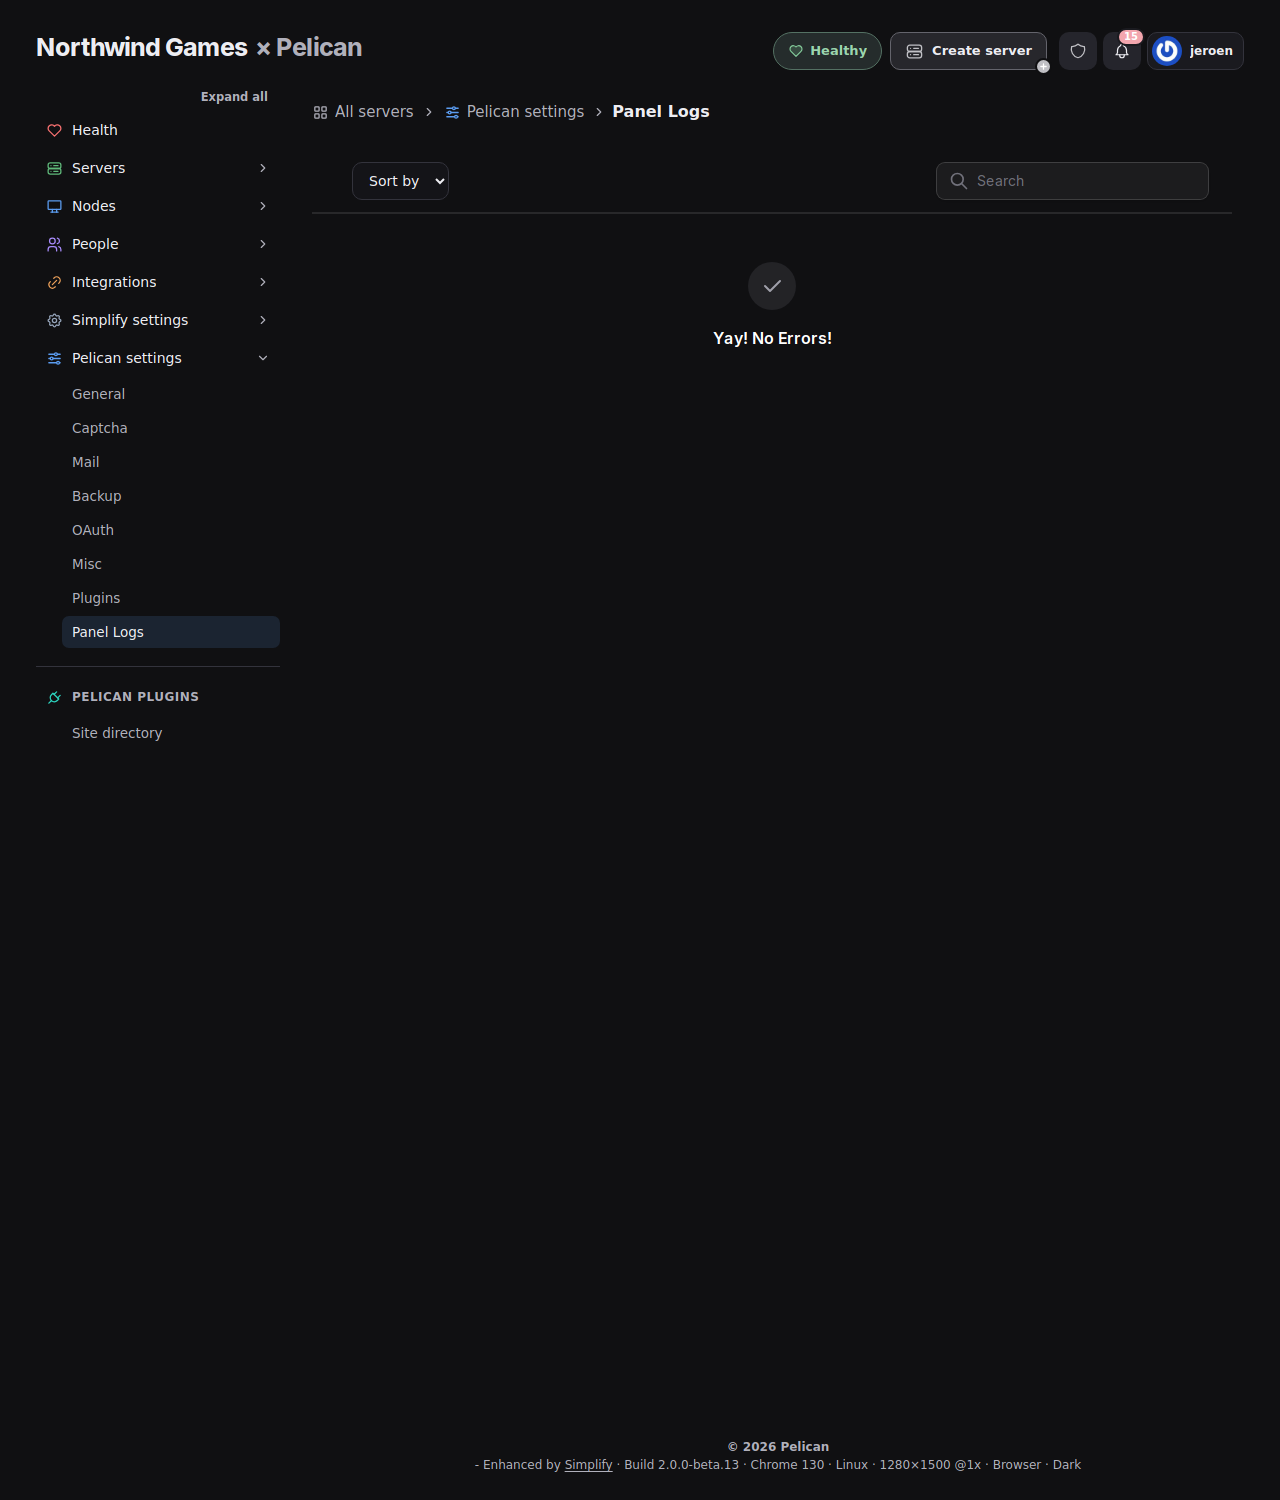 Northwind Games × Pelican
Healthy
Create server
15
jeroen
Expand all
All servers
Pelican settings
Panel Logs
Health
Servers
Nodes
People
Integrations
Simplify settings
Pelican settings
General
Captcha
Mail
Backup
OAuth
Misc
Plugins
Panel Logs
PELICAN PLUGINS
Site directory
Sort by
Search
Yay! No Errors!
© 2026 Pelican
- Enhanced by Simplify · Build 2.0.0-beta.13 · Chrome 130 · Linux · 1280×1500 @1x · Browser · Dark